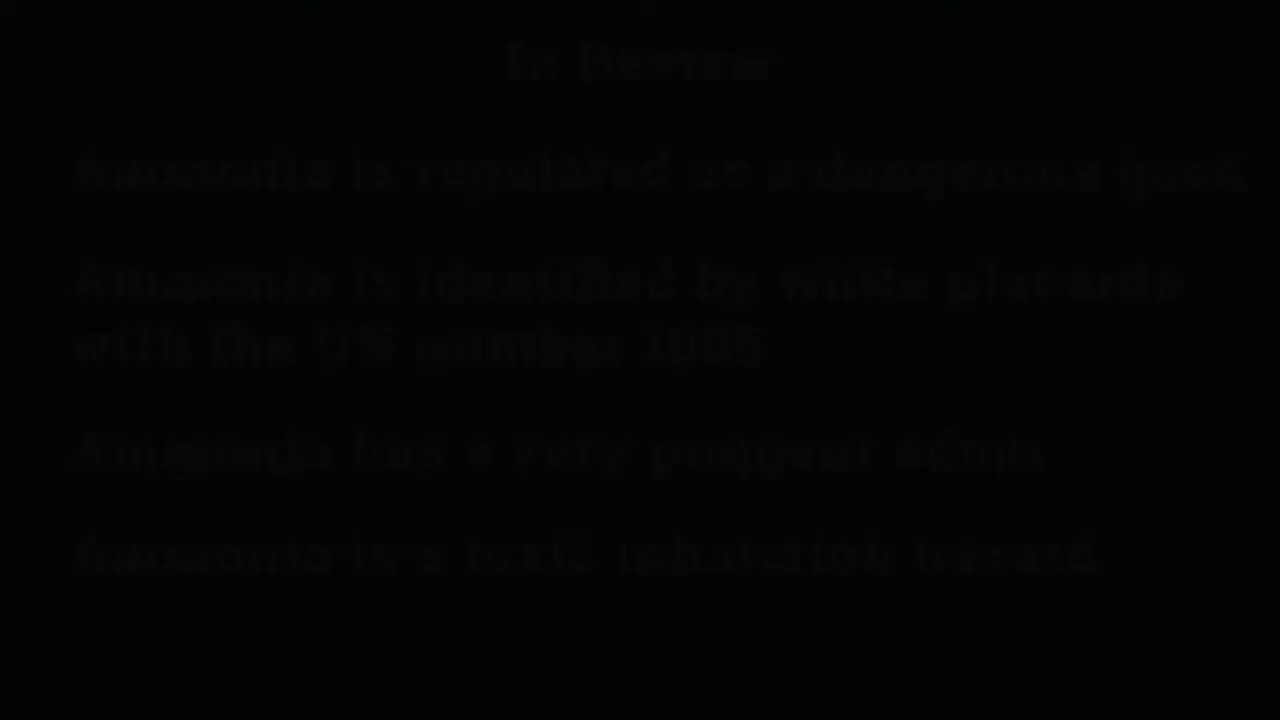 In Review
Ammonia is regulated as a dangerous good
Ammonia is identified by white placards
with the UN number 1005
Ammonia has a very pungent odour
Ammonia is a toxic inhalation hazard